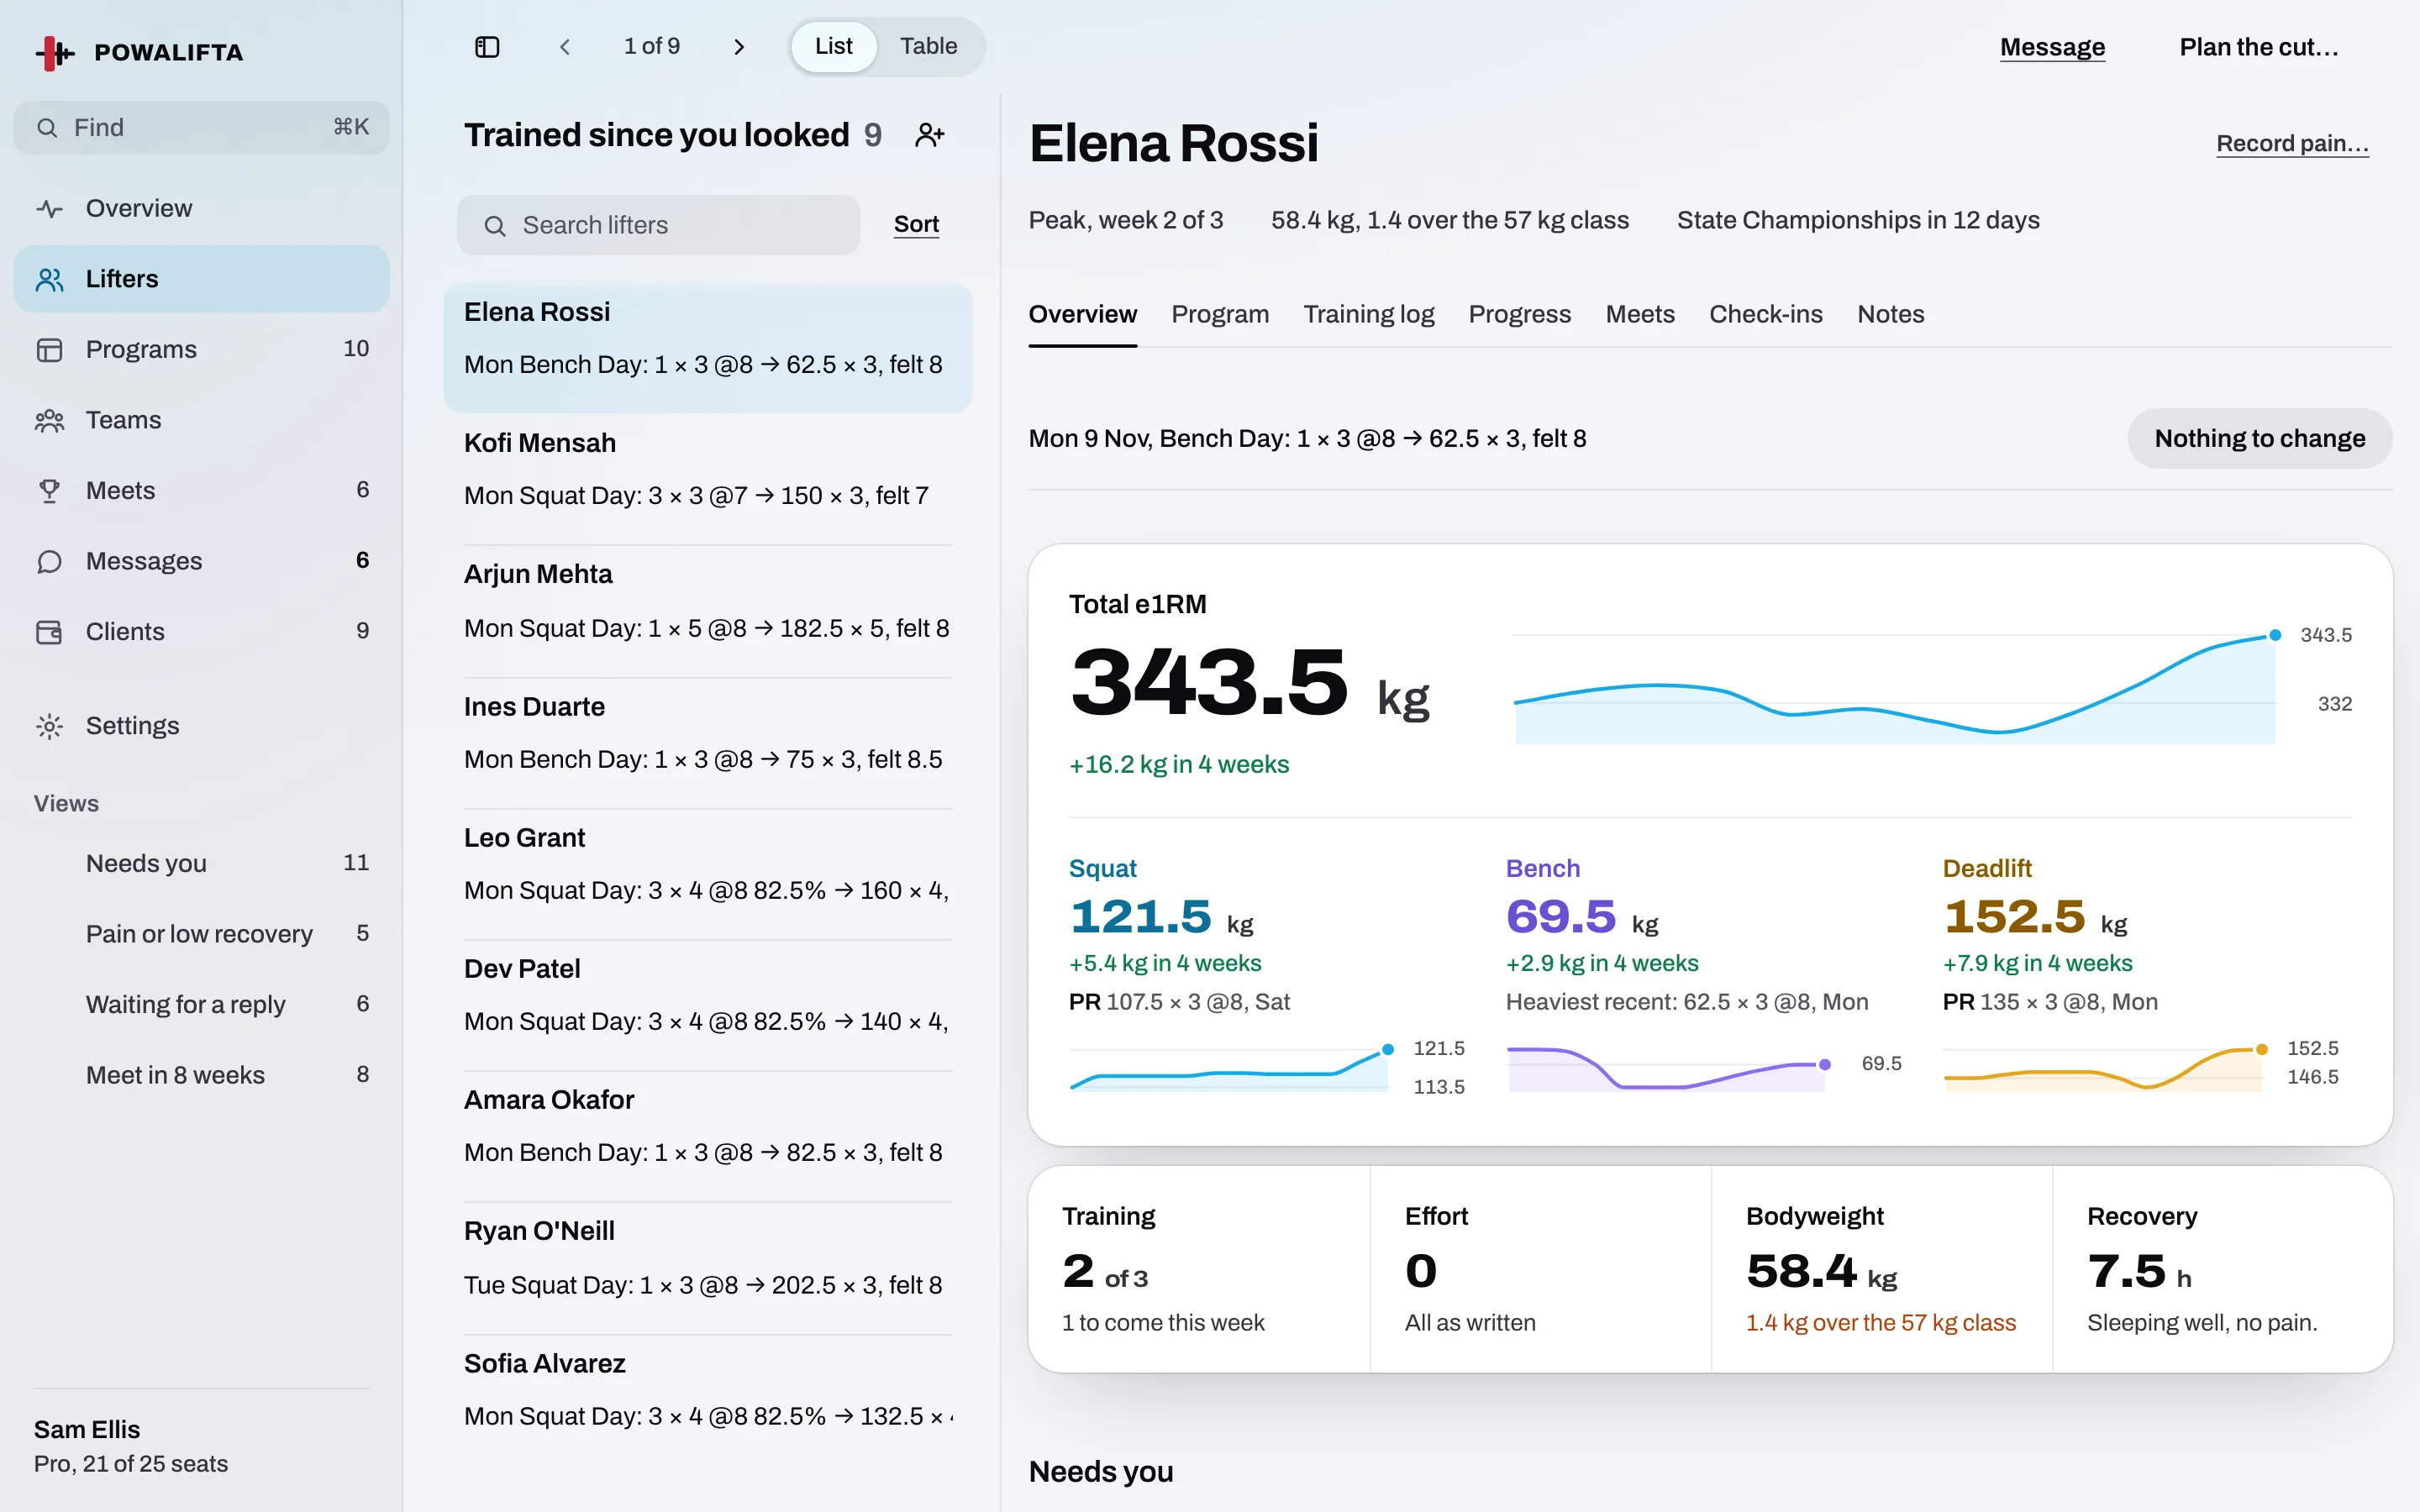 POWALIFTA
Find ⌘K
Overview
Lifters
Programs 10
Teams
Meets 6
Messages 6
Clients 9
Settings
Views
Needs you 11
Pain or low recovery 5
Waiting for a reply 6
Meet in 8 weeks 8
Sam Ellis
Pro, 21 of 25 seats
1 of 9
List Table
Trained since you looked 9
Search lifters Sort
Elena Rossi
Mon Bench Day: 1 × 3 @8 → 62.5 × 3, felt 8
Kofi Mensah
Mon Squat Day: 3 × 3 @7 → 150 × 3, felt 7
Arjun Mehta
Mon Squat Day: 1 × 5 @8 → 182.5 × 5, felt 8
Ines Duarte
Mon Bench Day: 1 × 3 @8 → 75 × 3, felt 8.5
Leo Grant
Mon Squat Day: 3 × 4 @8 82.5% → 160 × 4,
Dev Patel
Mon Squat Day: 3 × 4 @8 82.5% → 140 × 4,
Amara Okafor
Mon Bench Day: 1 × 3 @8 → 82.5 × 3, felt 8
Ryan O'Neill
Tue Squat Day: 1 × 3 @8 → 202.5 × 3, felt 8
Sofia Alvarez
Mon Squat Day: 3 × 4 @8 82.5% → 132.5 ×
Message Plan the cut...
Elena Rossi
Record pain...
Peak, week 2 of 3 58.4 kg, 1.4 over the 57 kg class State Championships in 12 days
Overview Program Training log Progress Meets Check-ins Notes
Mon 9 Nov, Bench Day: 1 × 3 @8 → 62.5 × 3, felt 8
Nothing to change
Total e1RM
343.5 kg
+16.2 kg in 4 weeks
343.5
332
Squat
121.5 kg
+5.4 kg in 4 weeks
PR 107.5 × 3 @8, Sat
121.5
113.5
Bench
69.5 kg
+2.9 kg in 4 weeks
Heaviest recent: 62.5 × 3 @8, Mon
69.5
Deadlift
152.5 kg
+7.9 kg in 4 weeks
PR 135 × 3 @8, Mon
152.5
146.5
Training
2 of 3
1 to come this week
Effort
0
All as written
Bodyweight
58.4 kg
1.4 kg over the 57 kg class
Recovery
7.5 h
Sleeping well, no pain.
Needs you